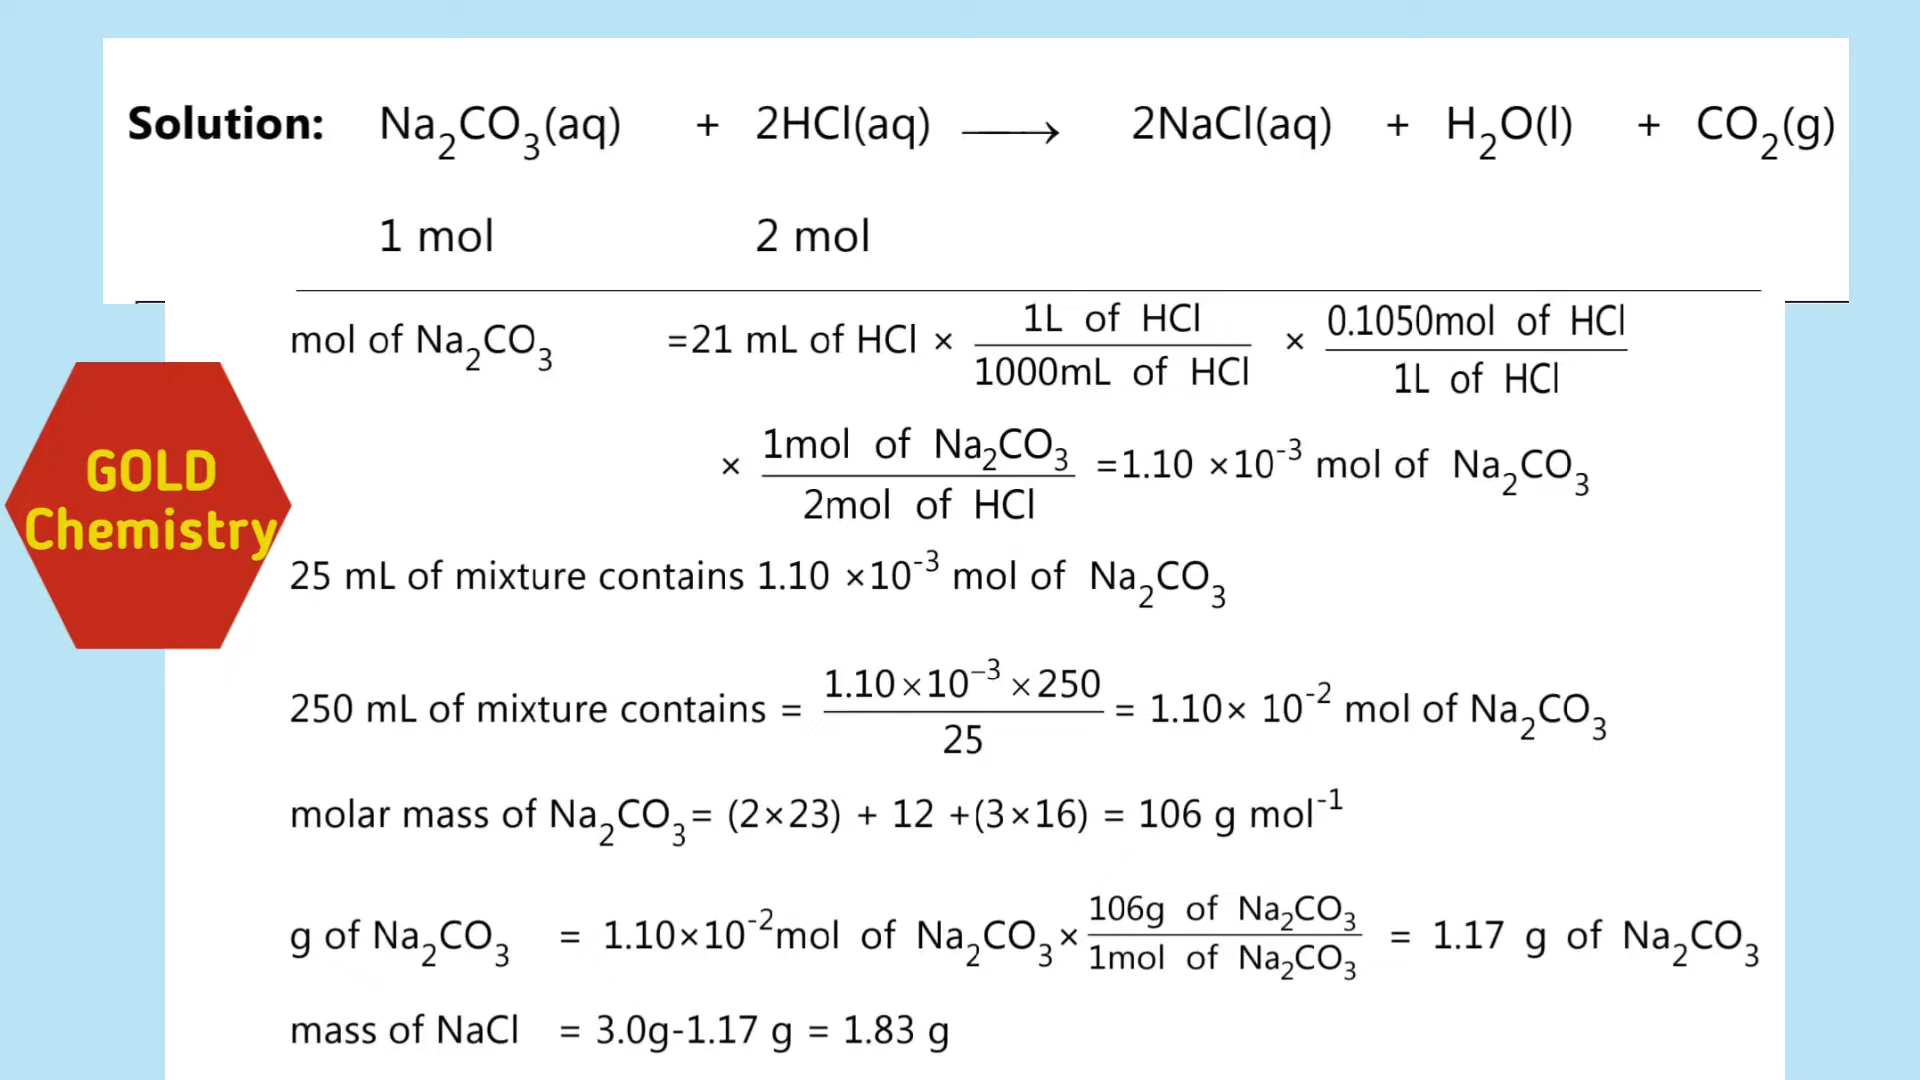 Solution: Na₂CO₃(aq) + 2HCl(aq) ⟶ 2NaCl(aq) + H₂O(l) + CO₂(g)
1 mol 2 mol
mol of Na₂CO₃ =21 mL of HCl × 1L of HCl / 1000mL of HCl × 0.1050mol of HCl / 1L of HCl
× 1mol of Na₂CO₃ / 2mol of HCl =1.10 ×10⁻³ mol of Na₂CO₃
GOLD
Chemistry
25 mL of mixture contains 1.10 ×10⁻³ mol of Na₂CO₃
250 mL of mixture contains = 1.10×10⁻³ ×250 / 25 = 1.10× 10⁻² mol of Na₂CO₃
molar mass of Na₂CO₃= (2×23) + 12 +(3×16) = 106 g mol⁻¹
g of Na₂CO₃ = 1.10×10⁻²mol of Na₂CO₃× 106g of Na₂CO₃ / 1mol of Na₂CO₃ = 1.17 g of Na₂CO₃
mass of NaCl = 3.0g-1.17 g = 1.83 g